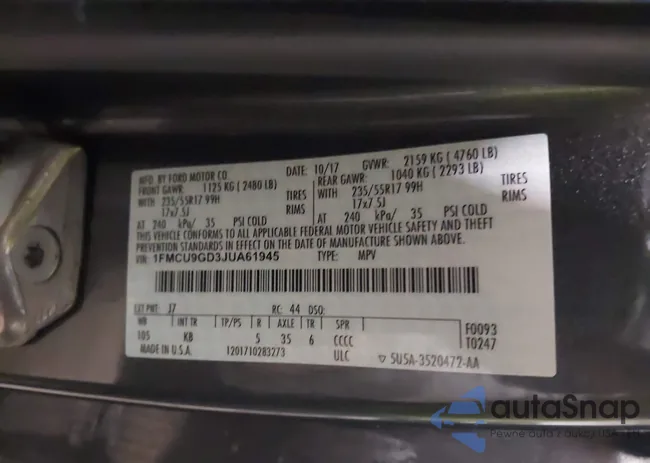 MFD. BY FORD MOTOR CO. DATE: 10/17 GVWR: 2159 KG ( 4760 LB)
FRONT GAWR: 1125 KG ( 2480 LB) REAR GAWR: 1040 KG ( 2293 LB)
WITH 235/55R17 99H TIRES WITH 235/55R17 99H TIRES
17x7.5J RIMS 17x7.5J RIMS
AT 240 kPa/ 35 PSI COLD AT 240 kPa/ 35 PSI COLD
THIS VEHICLE CONFORMS TO ALL APPLICABLE FEDERAL MOTOR VEHICLE SAFETY AND THEFT
PREVENTION STANDARDS IN EFFECT ON THE DATE OF MANUFACTURE SHOWN ABOVE.
VIN: 1FMCU9GD3JUA61945 TYPE: MPV
EXT PNT: J7 RC: 44 DSO:
WB INT TR TP/PS R AXLE TR SPR F0093
105 KB 5 35 6 CCCC T0247
MADE IN U.S.A. 1201710283273 ULC 5U5A-3520472-AA
autaSnap